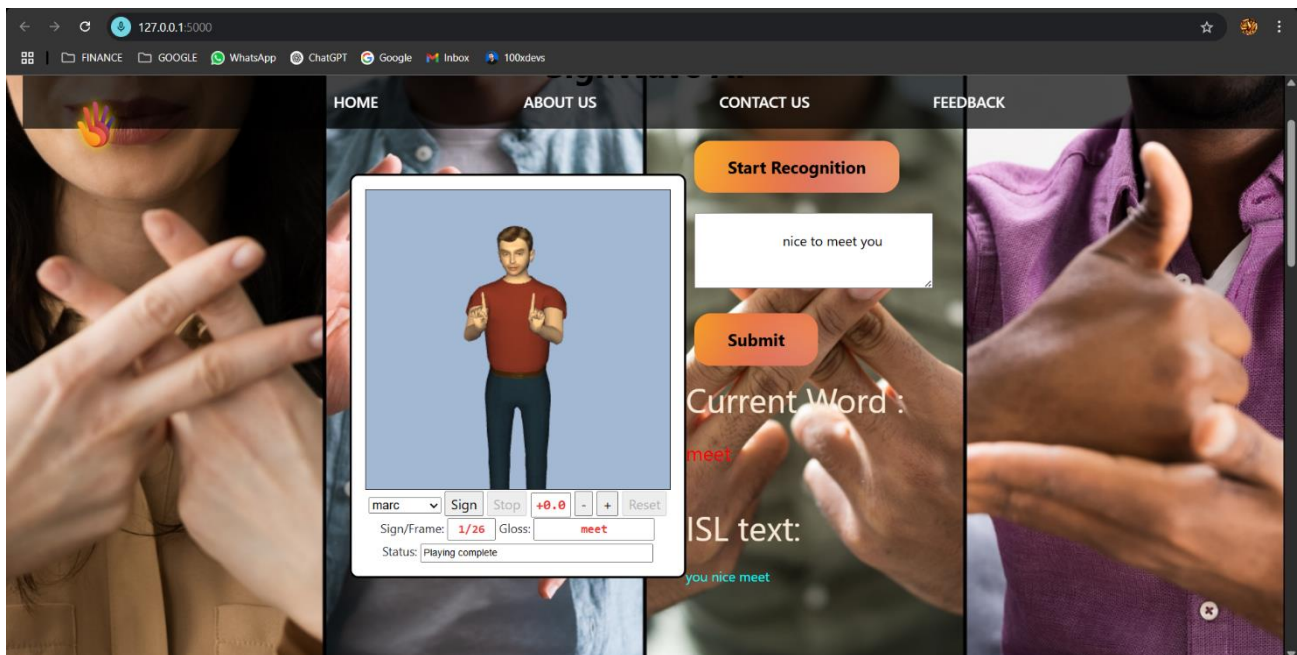 127.0.0.1:5000
FINANCE GOOGLE WhatsApp ChatGPT Google Inbox 100xdevs
HOME ABOUT US CONTACT US FEEDBACK
Start Recognition
nice to meet you
Submit
Current Word :
meet
marc Sign Stop +0.0 - + Reset
Sign/Frame: 1/26 Gloss: meet
Status: Playing complete
ISL text:
you nice meet